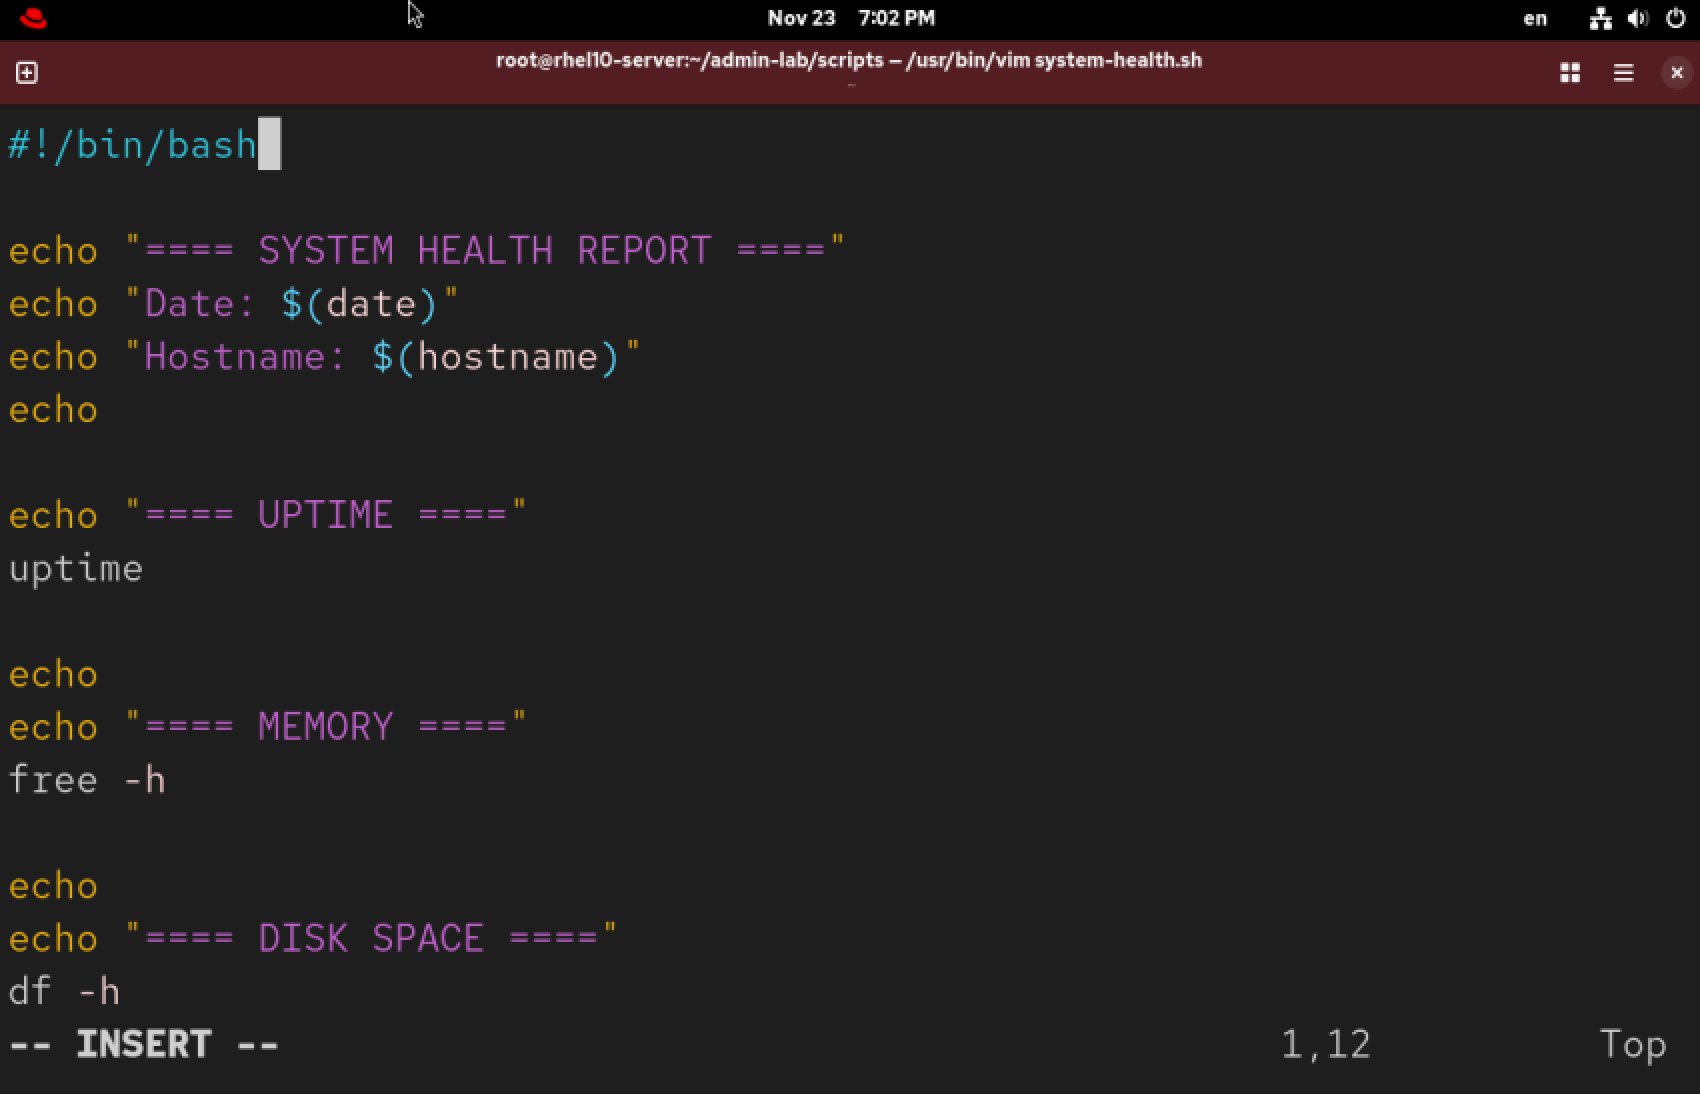 Nov 23 7:02 PM
en
root@rhel10-server:~/admin-lab/scripts – /usr/bin/vim system-health.sh
~
#!/bin/bash

echo "==== SYSTEM HEALTH REPORT ===="
echo "Date: $(date)"
echo "Hostname: $(hostname)"
echo

echo "==== UPTIME ===="
uptime

echo
echo "==== MEMORY ===="
free -h

echo
echo "==== DISK SPACE ===="
df -h
-- INSERT -- 1,12 Top